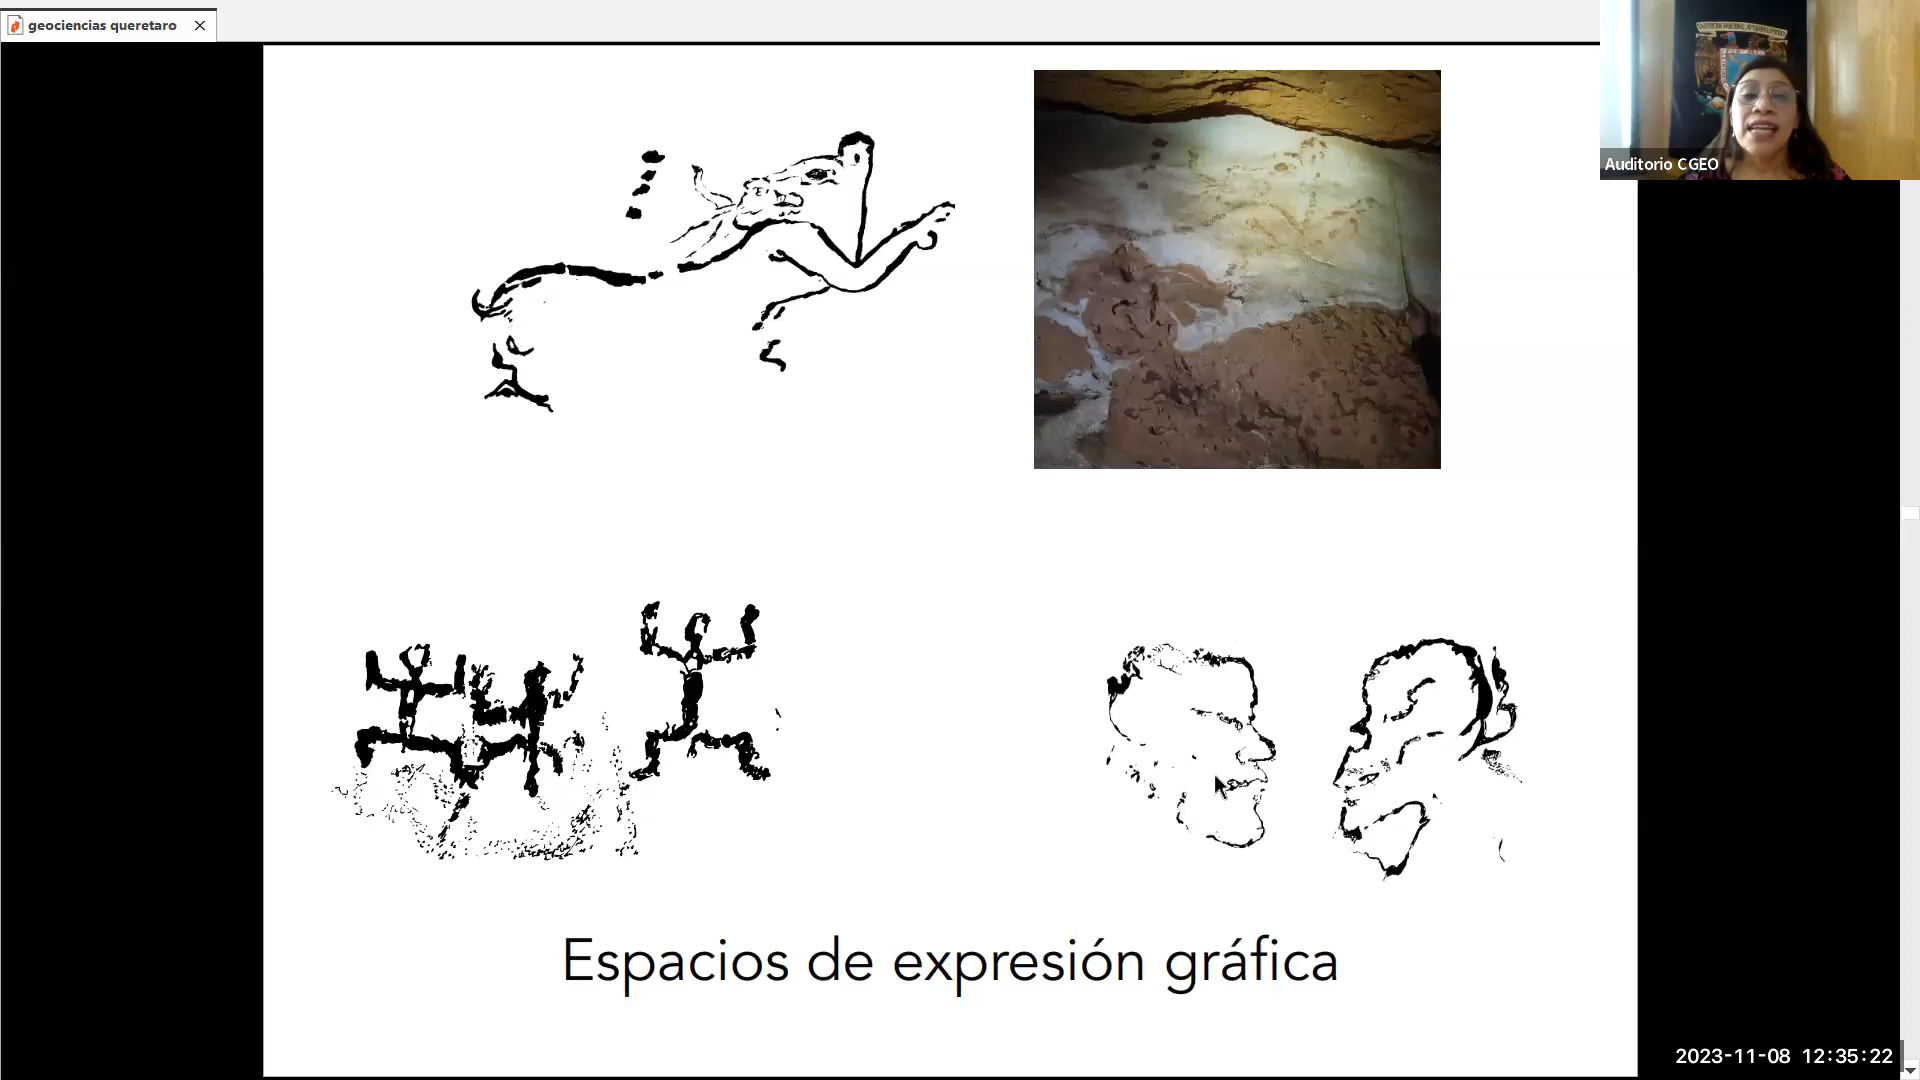 geociencias queretaro
Auditorio CGEO
Espacios de expresión gráfica
2023-11-08 12:35:22